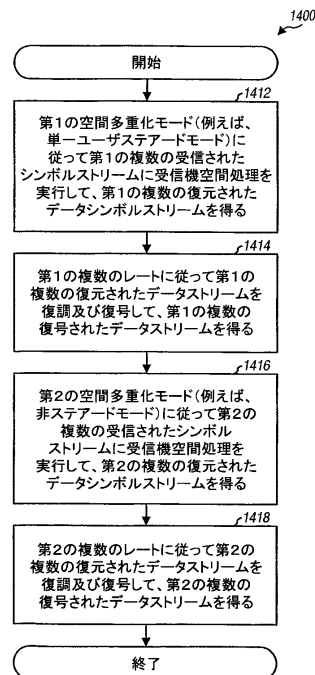 1400
開始
1412
第1の空間多重化モード(例えば、
単一ユーザステアードモード)に
従って第1の複数の受信された
シンボルストリームに受信機空間処理を
実行して、第1の複数の復元された
データシンボルストリームを得る
1414
第1の複数のレートに従って第1の
複数の復元されたデータストリームを
復調及び復号して、第1の複数の
復号されたデータストリームを得る
1416
第2の空間多重化モード(例えば、
非ステアードモード)に従って第2の
複数の受信されたシンボル
ストリームに受信機空間処理を
実行して、第2の複数の復元された
データシンボルストリームを得る
1418
第2の複数のレートに従って第2の
複数の復元されたデータストリームを
復調及び復号して、第2の複数の
復号されたデータストリームを得る
終了